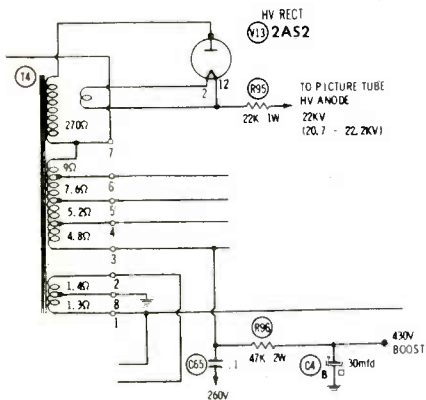 HV RECT
V13 2AS2
T4
2
12
R95
22K 1W
TO PICTURE TUBE
HV ANODE
22KV
(20.7 - 22.2KV)
270Ω
7
9Ω
7.6Ω
6
5
5.2Ω
4
4.8Ω
3
1.4Ω
2
8
1.3Ω
1
R96
47K 2W
430V
BOOST
C65
.1
C4
B
30mfd
260V